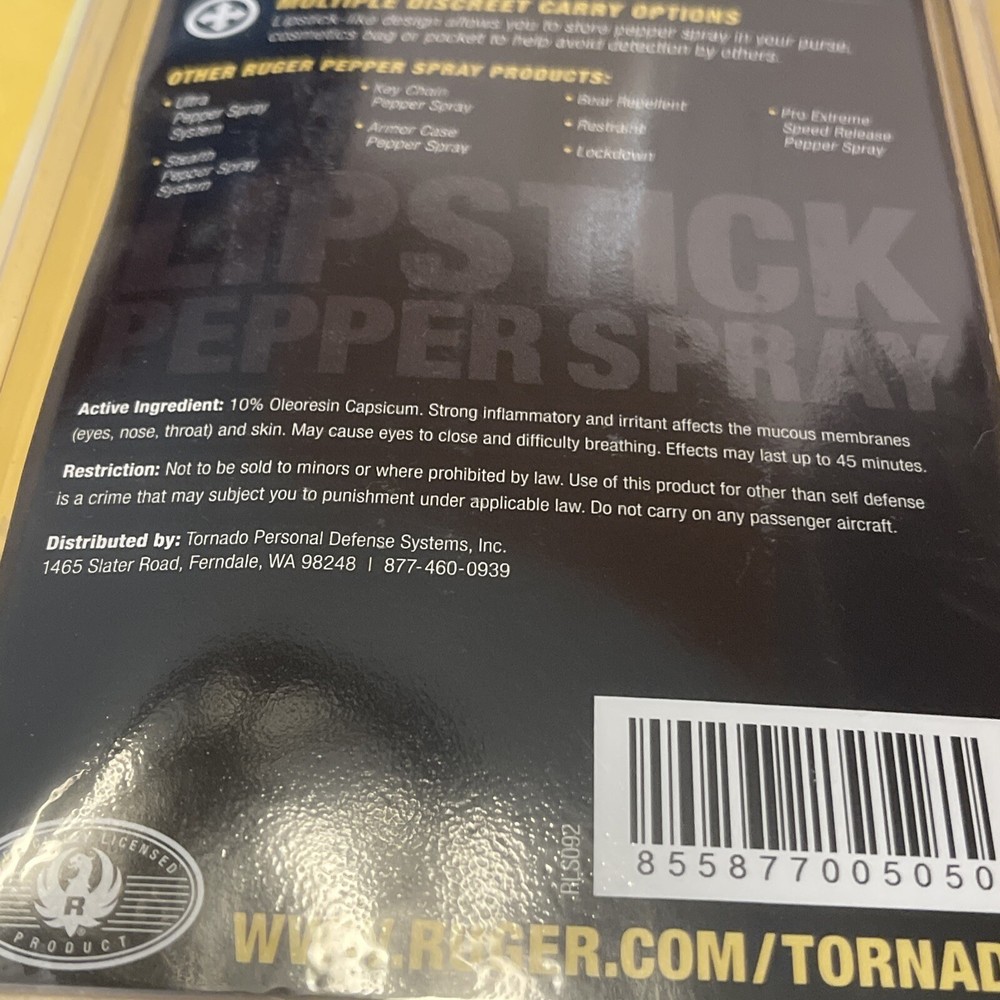 MULTIPLE DISCREET CARRY OPTIONS
Lipstick-like design allows you to store pepper spray in your purse,
cosmetics bag or pocket to help avoid detection by others.
OTHER RUGER PEPPER SPRAY PRODUCTS:
• Ultra
Pepper Spray
System
• Stealth
Pepper Spray
System
• Key Chain
Pepper Spray
• Armor Case
Pepper Spray
• Bear Repellent
• Restraint
• Lockdown
• Pro Extreme
Speed Release
Pepper Spray
LIPSTICK
PEPPER SPRAY
Active Ingredient: 10% Oleoresin Capsicum. Strong inflammatory and irritant affects the mucous membranes
(eyes, nose, throat) and skin. May cause eyes to close and difficulty breathing. Effects may last up to 45 minutes.
Restriction: Not to be sold to minors or where prohibited by law. Use of this product for other than self defense
is a crime that may subject you to punishment under applicable law. Do not carry on any passenger aircraft.
Distributed by: Tornado Personal Defense Systems, Inc.
1465 Slater Road, Ferndale, WA 98248 | 877-460-0939
RLS092
855877005050
LICENSED
R
PRODUCT
WWW.RUGER.COM/TORNAD